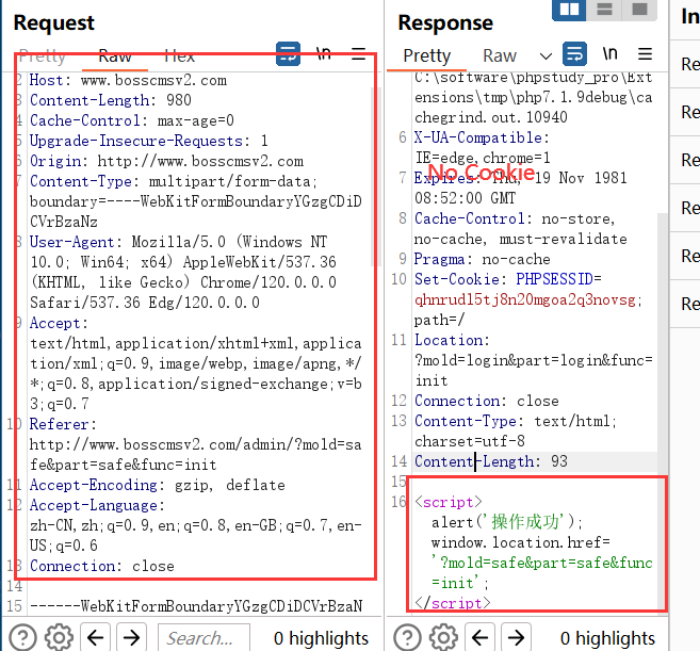 Request
Pretty Raw Hex \n
2 Host: www.bosscmsv2.com
3 Content-Length: 980
4 Cache-Control: max-age=0
5 Upgrade-Insecure-Requests: 1
6 Origin: http://www.bosscmsv2.com
7 Content-Type: multipart/form-data;
boundary=----WebKitFormBoundaryYGzgCDiD
CVrBzaNz
8 User-Agent: Mozilla/5.0 (Windows NT
10.0; Win64; x64) AppleWebKit/537.36
(KHTML, like Gecko) Chrome/120.0.0.0
Safari/537.36 Edg/120.0.0.0
9 Accept:
text/html,application/xhtml+xml,applica
tion/xml;q=0.9,image/webp,image/apng,*/
*;q=0.8,application/signed-exchange;v=b
3;q=0.7
10 Referer:
http://www.bosscmsv2.com/admin/?mold=sa
fe&part=safe&func=init
11 Accept-Encoding: gzip, deflate
12 Accept-Language:
zh-CN,zh;q=0.9,en;q=0.8,en-GB;q=0.7,en-
US;q=0.6
13 Connection: close
14
15 ------WebKitFormBoundaryYGzgCDiDCVrBzaN
Search... 0 highlights
Response
Pretty Raw \n
C:\software\phpstudy_pro\Ext
ensions\tmp\php7.1.9debug\ca
chegrind.out.10940
6 X-UA-Compatible:
IE=edge,chrome=1
No Cookie
7 Expires: Thu, 19 Nov 1981
08:52:00 GMT
8 Cache-Control: no-store,
no-cache, must-revalidate
9 Pragma: no-cache
10 Set-Cookie: PHPSESSID=
qhnrudl5tj8n20mgoa2q3novsg;
path=/
11 Location:
?mold=login&part=login&func=
init
12 Connection: close
13 Content-Type: text/html;
charset=utf-8
14 Content-Length: 93
15
16 <script>
alert('操作成功');
window.location.href=
'?mold=safe&part=safe&func
=init';
</script>
Search... 0 highlights
In
Re
Re
Re
Re
Re
Re